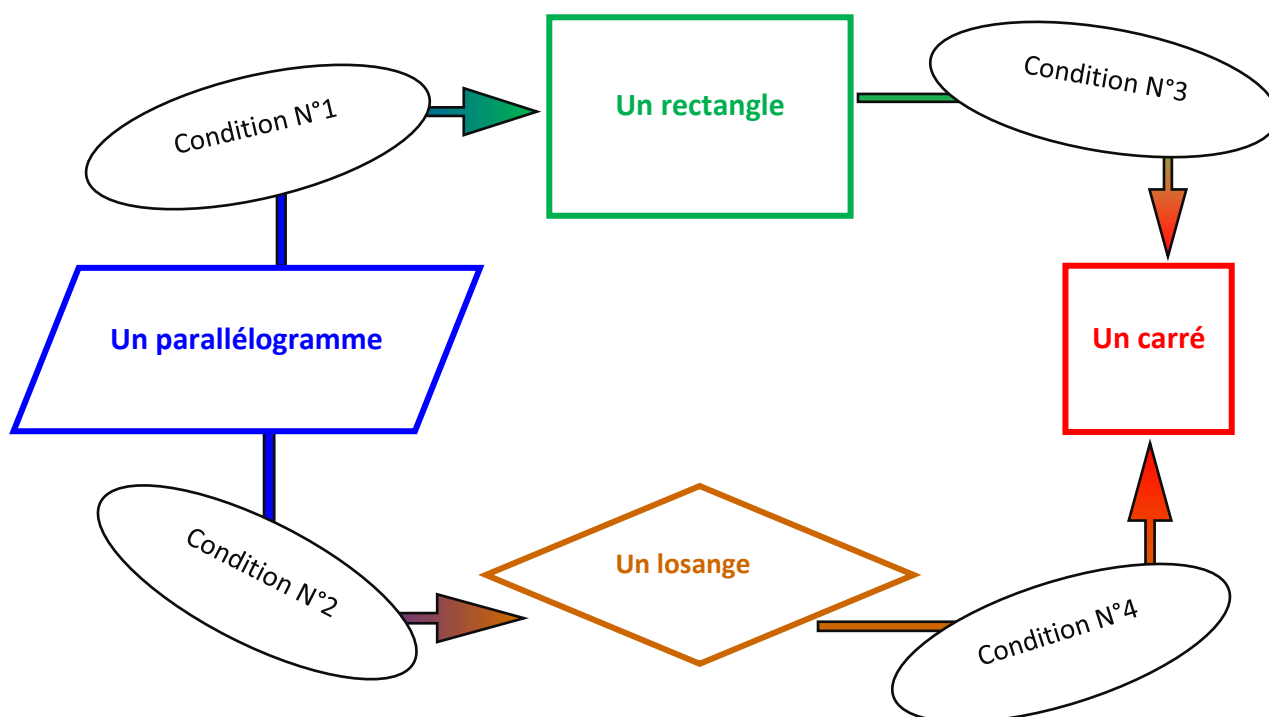 Condition N°1
Un rectangle
Condition N°3
Un parallélogramme
Un carré
Condition N°2
Un losange
Condition N°4